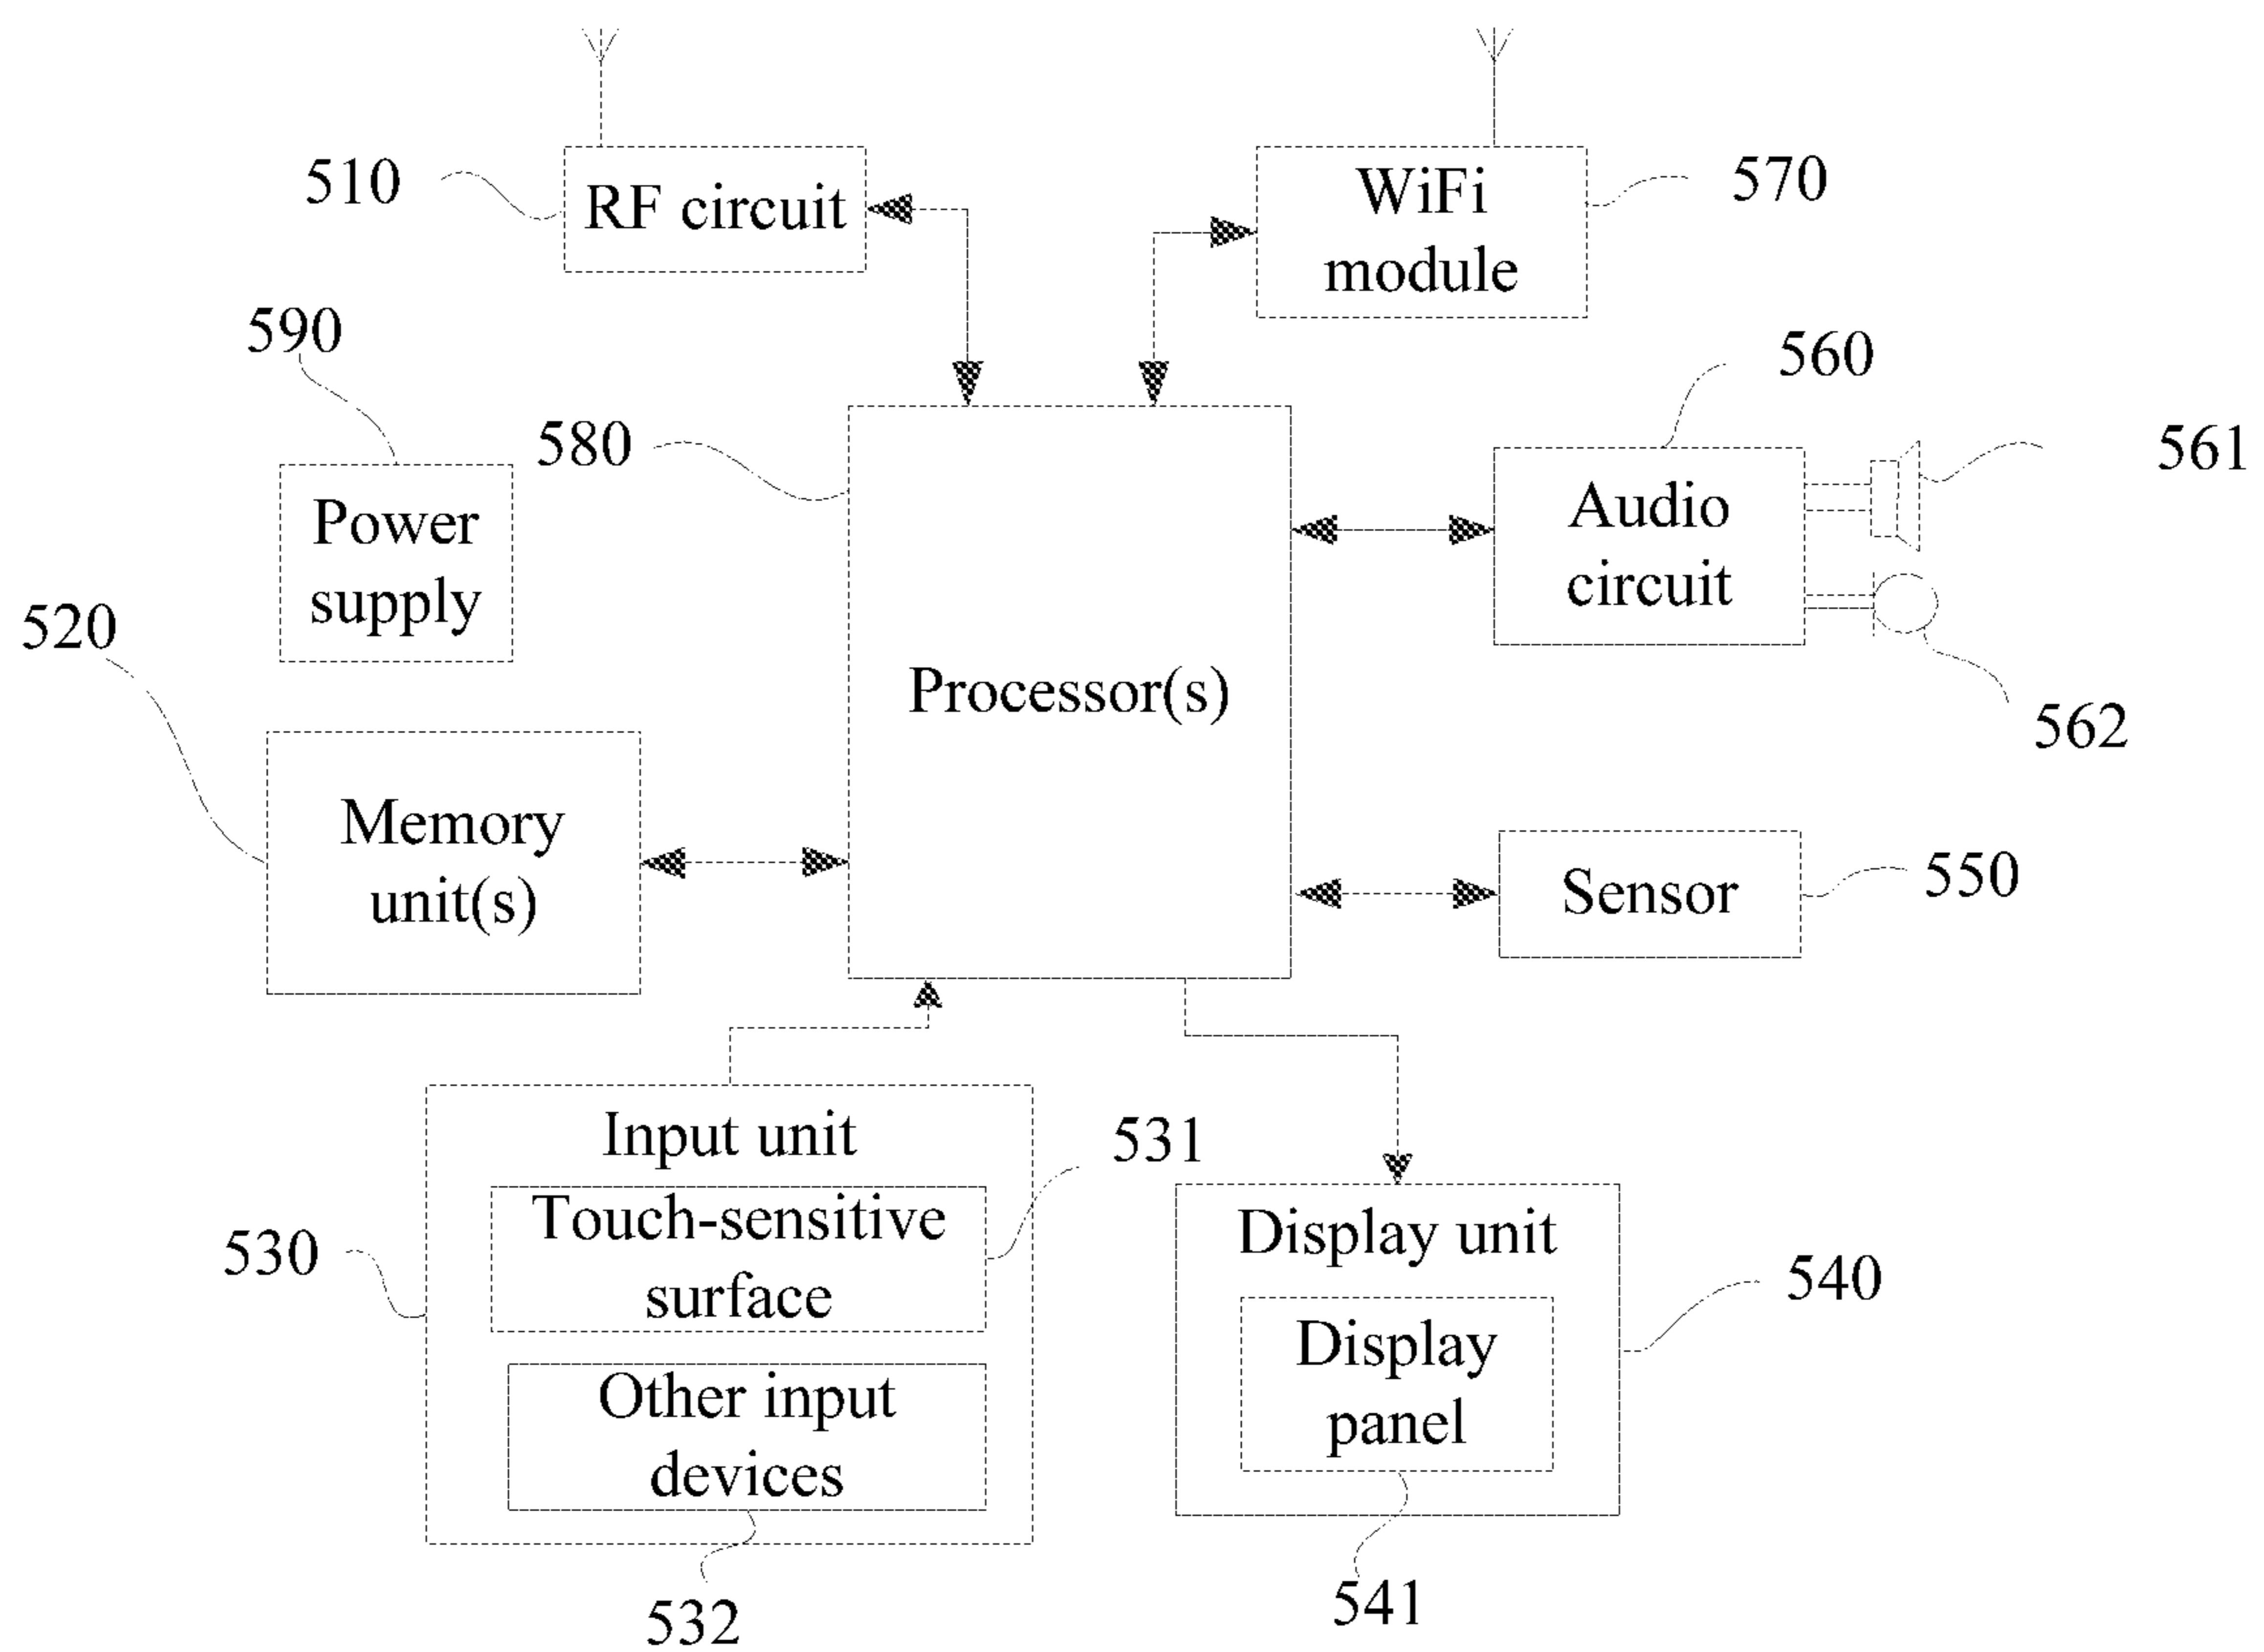 510
RF circuit
WiFi
module
570
590
580
560
561
Power
supply
Audio
circuit
520
Processor(s)
562
Memory
unit(s)
Sensor
550
Input unit
531
Touch-sensitive
surface
530
Display unit
540
Display
panel
Other input
devices
532
541